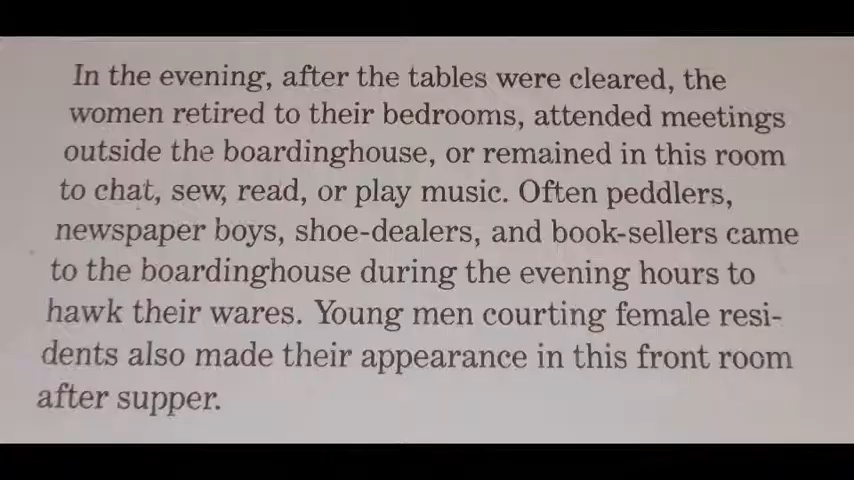 In the evening, after the tables were cleared, the
women retired to their bedrooms, attended meetings
outside the boardinghouse, or remained in this room
to chat, sew, read, or play music. Often peddlers,
newspaper boys, shoe-dealers, and book-sellers came
to the boardinghouse during the evening hours to
hawk their wares. Young men courting female resi-
dents also made their appearance in this front room
after supper.